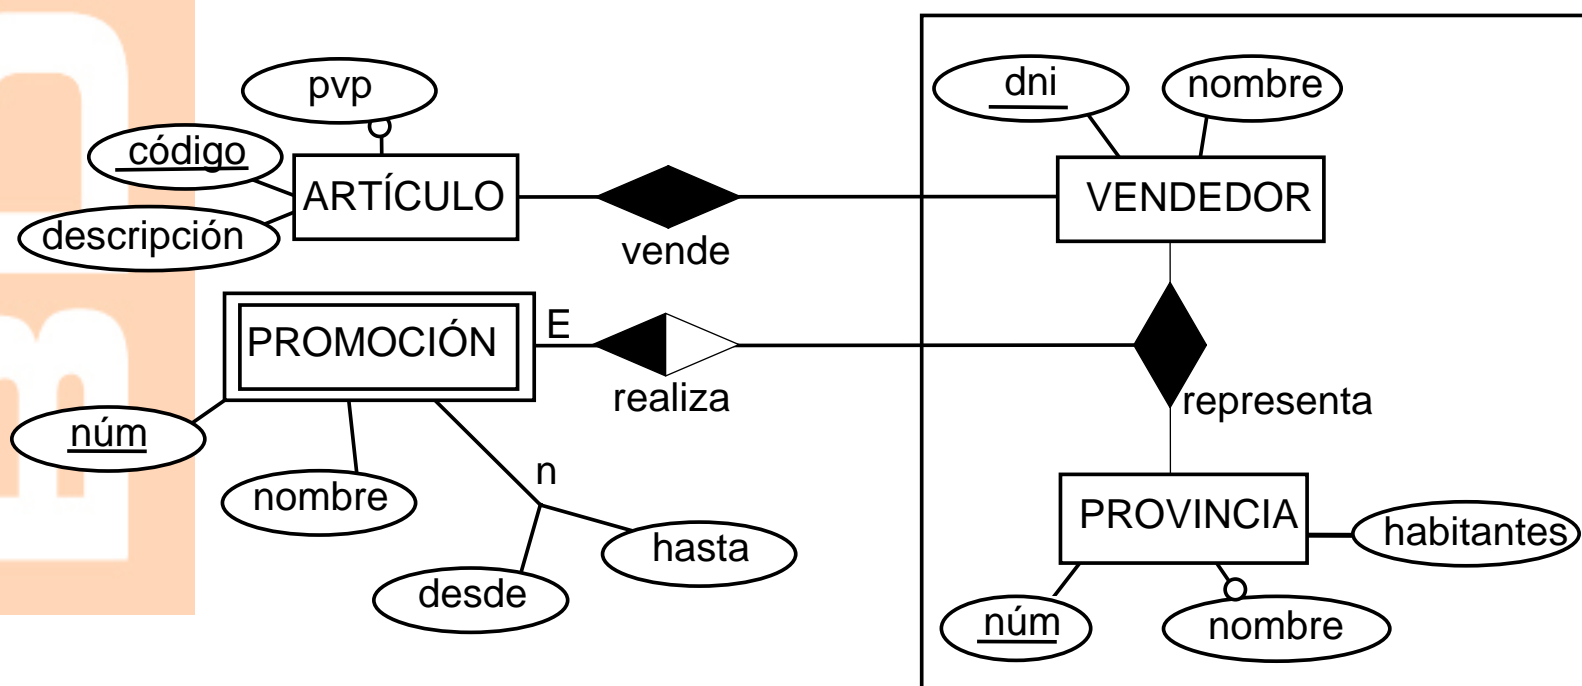 pvp
código
ARTÍCULO
descripción
vende
dni
nombre
VENDEDOR
PROMOCIÓN
E
realiza
representa
núm
nombre
n
hasta
desde
PROVINCIA
habitantes
núm
nombre